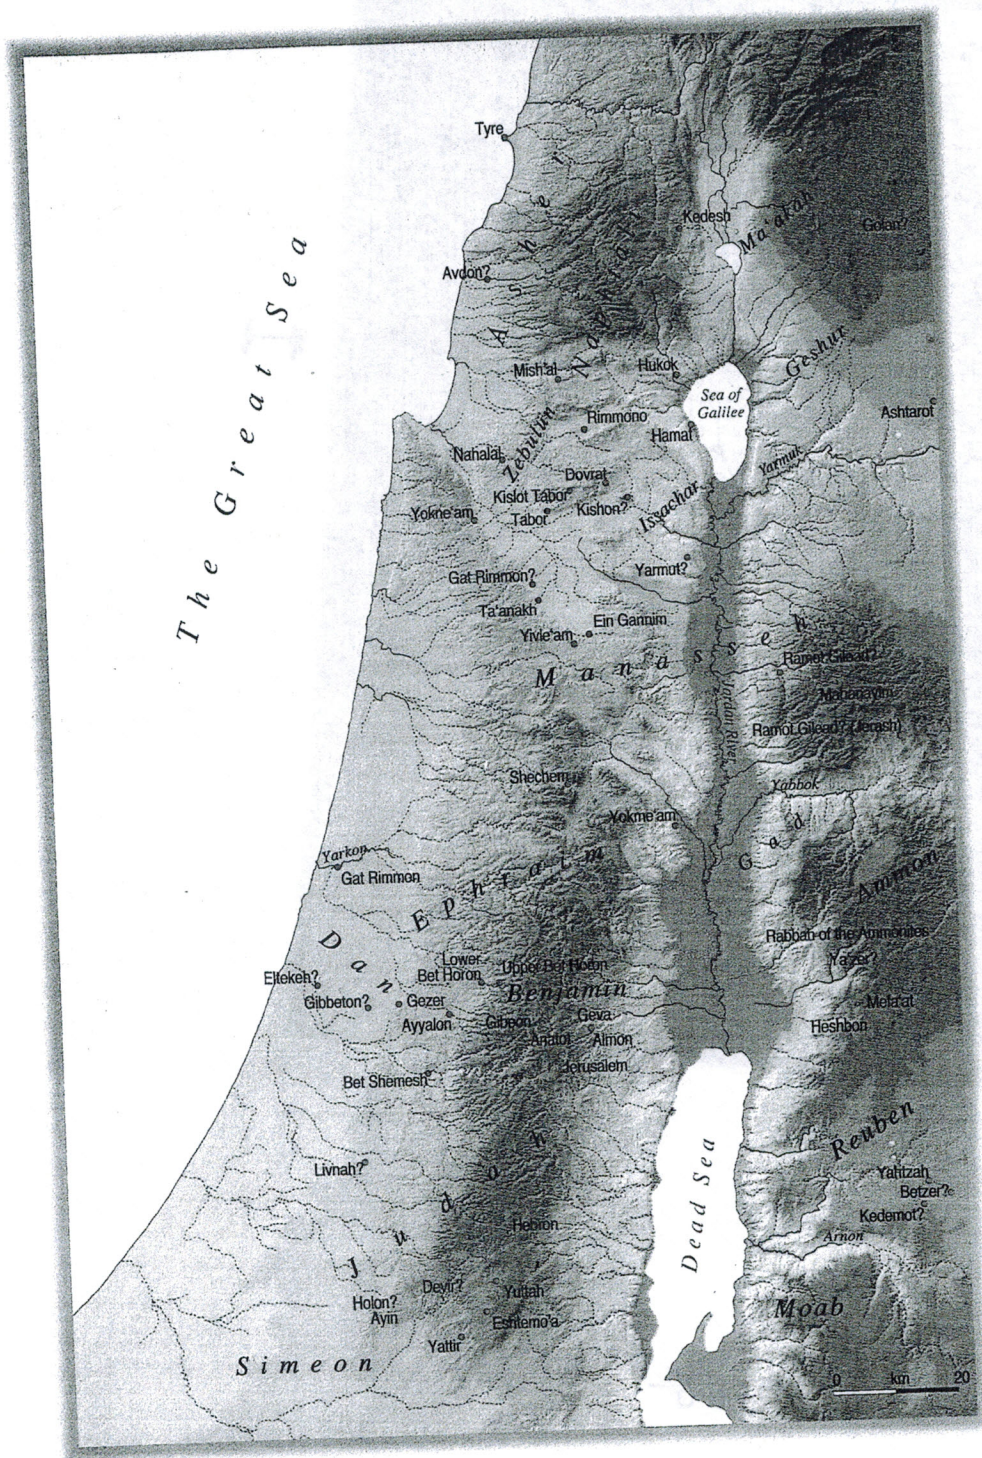 Tyre
Kedesh
Ma'akah
Golan?
Asher
Naphtali
The Great Sea
Avdon?
Mish'al
Hukok
Geshur
Sea of
Galilee
Ashtarot
Rimmono
Hamat
Nahalal
Zebulun
Dovrat
Yarmuk
Kislot Tabor
Issachar
Yokne'am
Tabor
Kishon?
Gat Rimmon?
Yarmut?
Ta'anakh
Ein Gannim
Yivle'am
Manasseh
Ramot Gilead?
Mahanayim
Jordan River
Ramot Gilead? (Jerash)
Shechem
Yabbok
Yokme'am
Gad
Yarkon
Gat Rimmon
Ephraim
Ammon
Dan
Rabbah of the Ammonites
Lower
Bet Horon
Upper Bet Horon
Ya'zer?
Eltekeh?
Benjamin
Gibbeton?
Gezer
Mefa'at
Ayyalon
Gibeon
Geva
Heshbon
Anatot
Almon
Jerusalem
Bet Shemesh
Reuben
Livnah?
Judah
Dead Sea
Yahtzah
Betzer?
Kedemot?
Hebron
Arnon
Devir?
Yuttah
Holon?
Ayin
Eshtemo'a
Moab
Yattir
Simeon
0 km 20